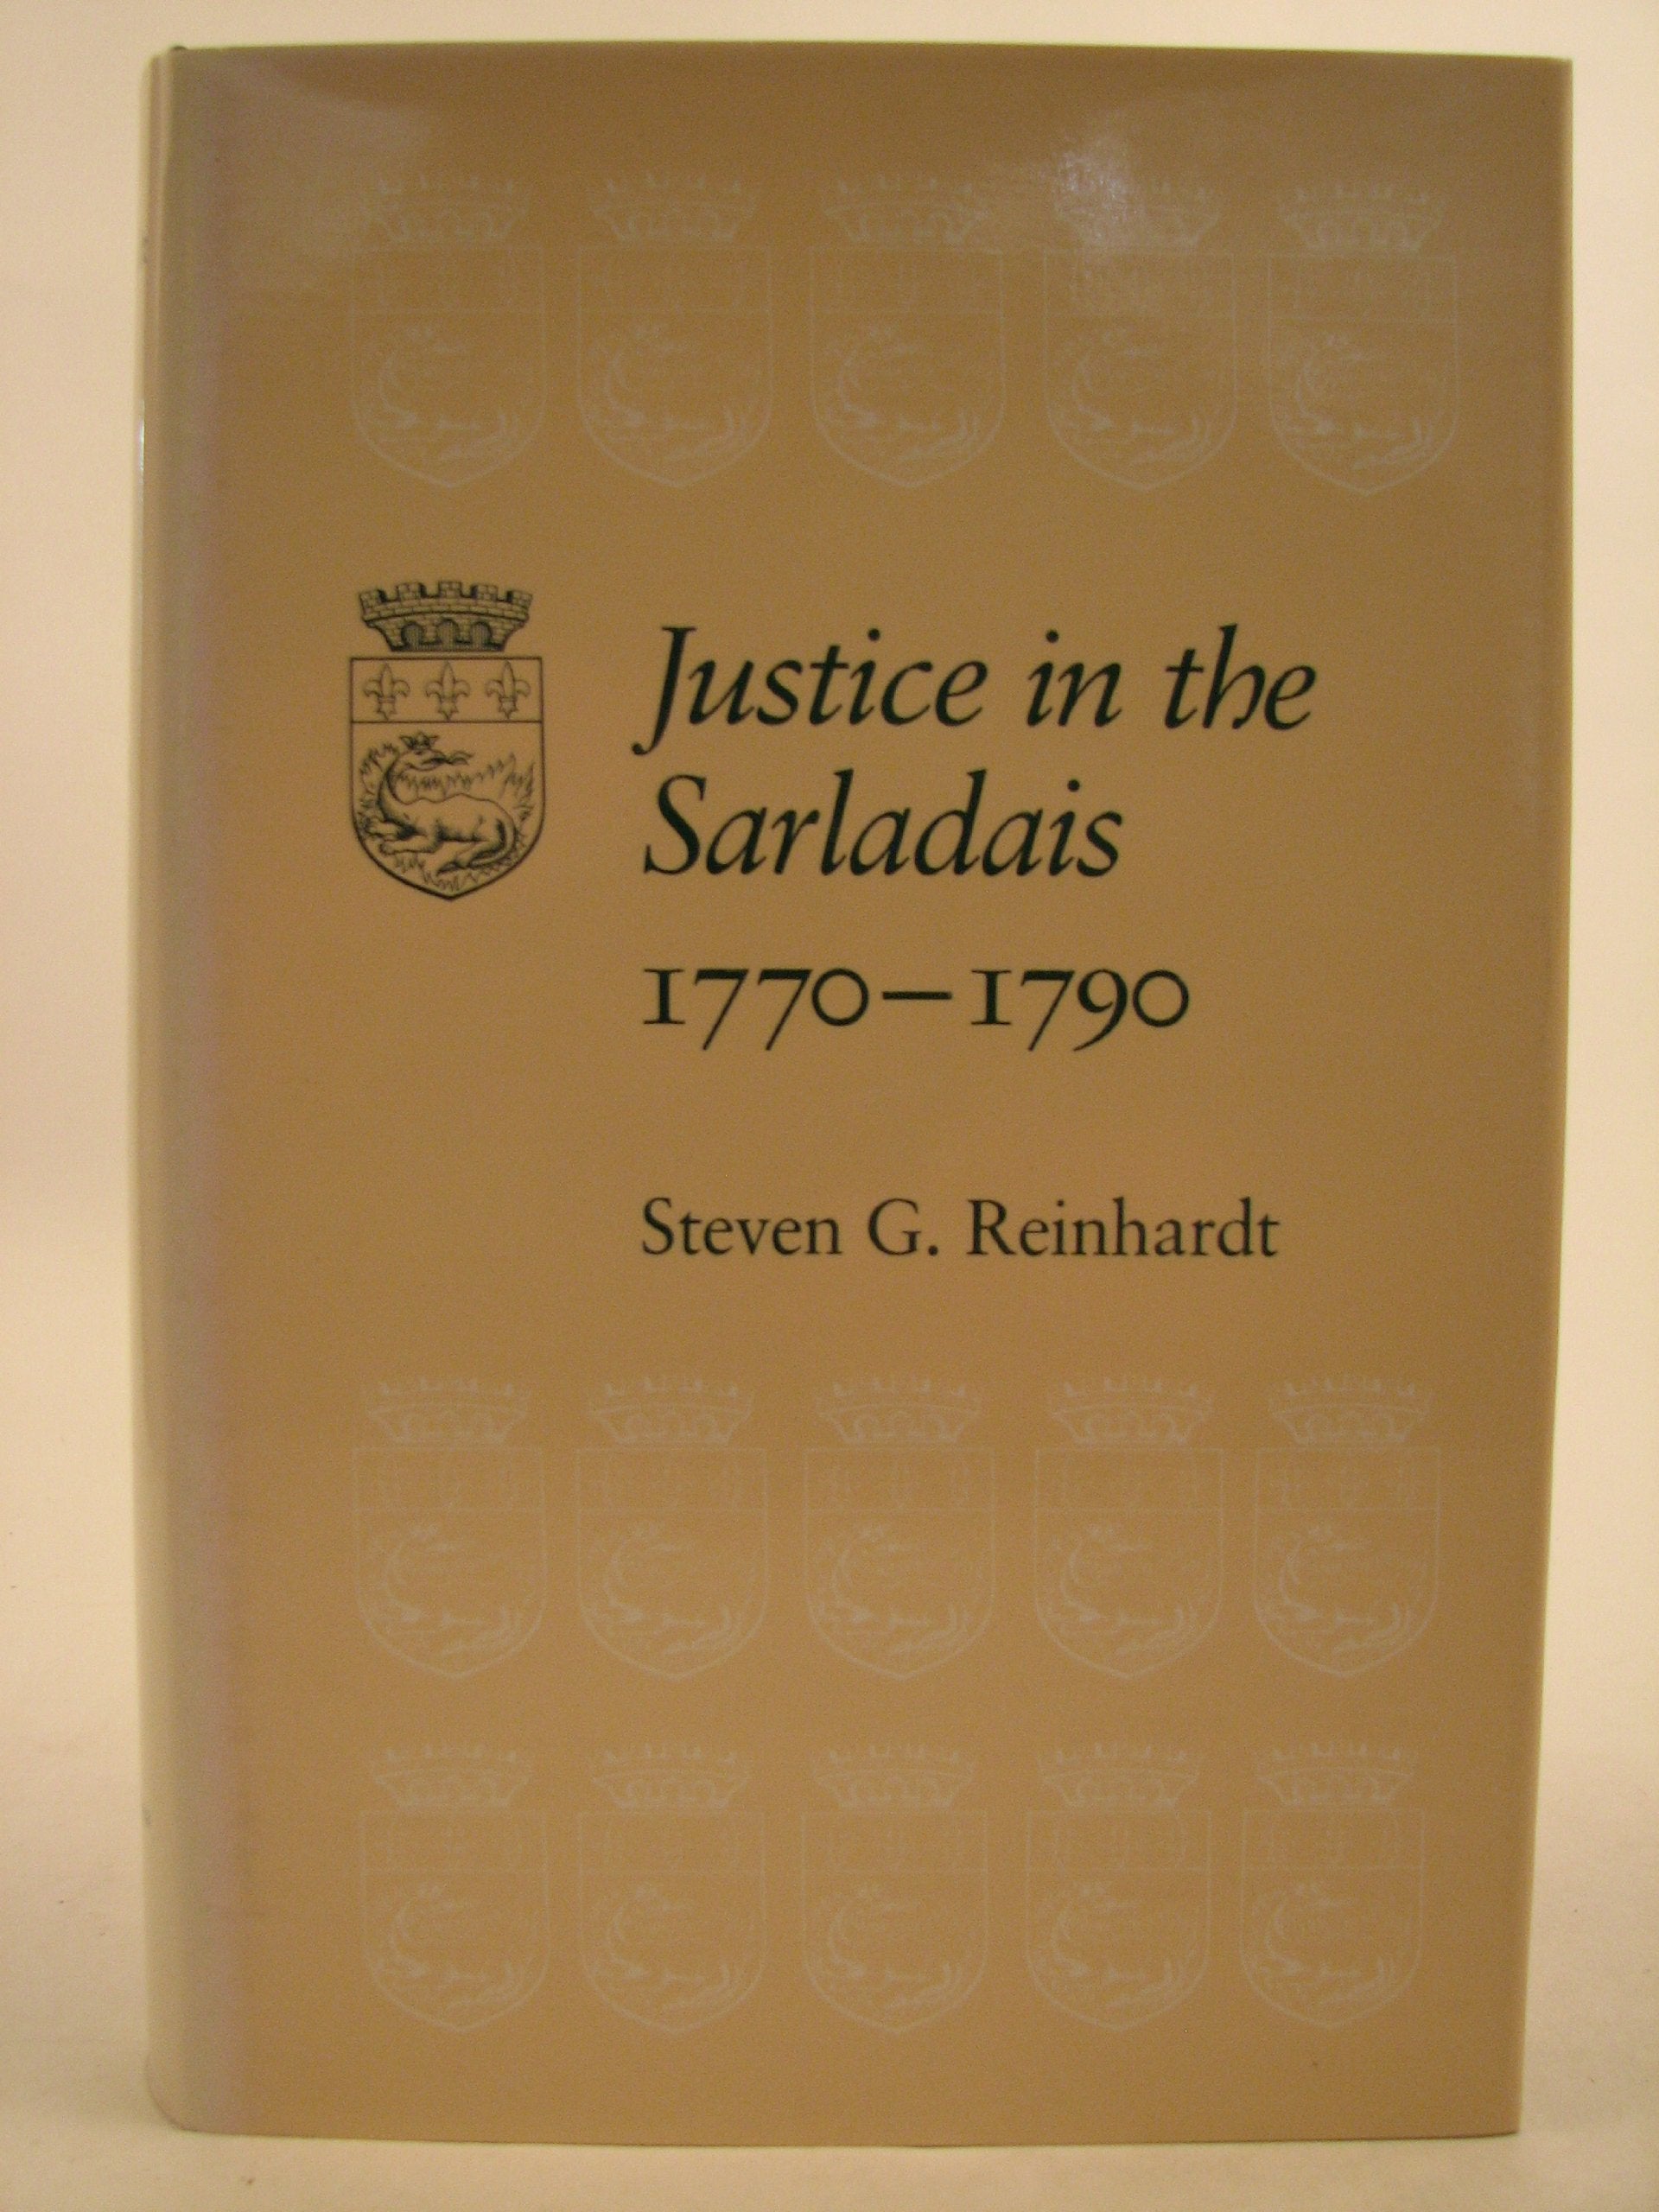 Justice in the
Sarladais
1770–1790
Steven G. Reinhardt